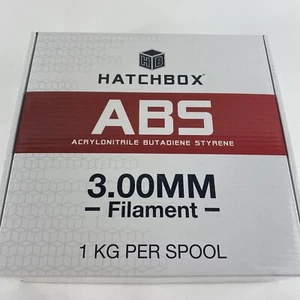 HB
HATCHBOX®
ABS
ACRYLONITRILE BUTADIENE STYRENE
3.00MM
– Filament –
1 KG PER SPOOL